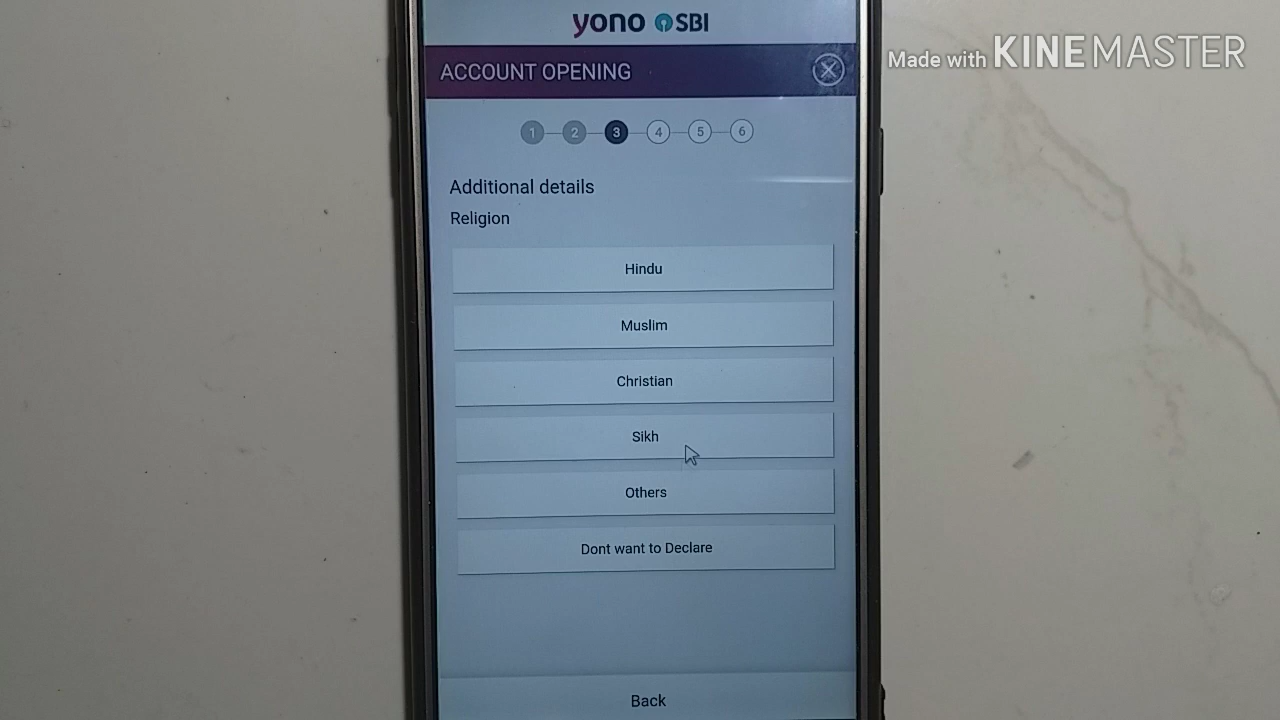 yono SBI
Made with KINEMASTER
ACCOUNT OPENING
1 2 3 4 5 6
Additional details
Religion
Hindu
Muslim
Christian
Sikh
Others
Dont want to Declare
Back